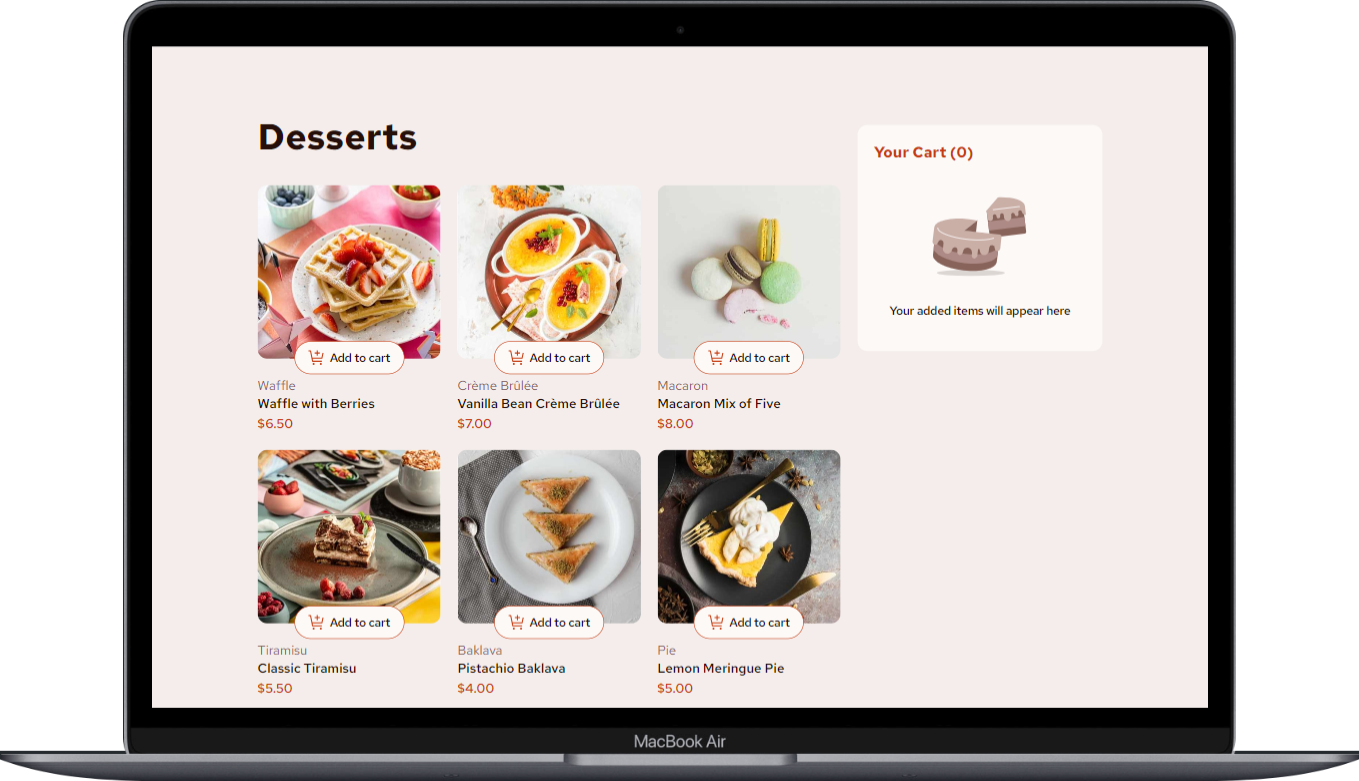 Desserts
Your Cart (0)
Your added items will appear here
Add to cart
Waffle
Waffle with Berries
$6.50
Add to cart
Crème Brûlée
Vanilla Bean Crème Brûlée
$7.00
Add to cart
Macaron
Macaron Mix of Five
$8.00
Add to cart
Tiramisu
Classic Tiramisu
$5.50
Add to cart
Baklava
Pistachio Baklava
$4.00
Add to cart
Pie
Lemon Meringue Pie
$5.00
MacBook Air